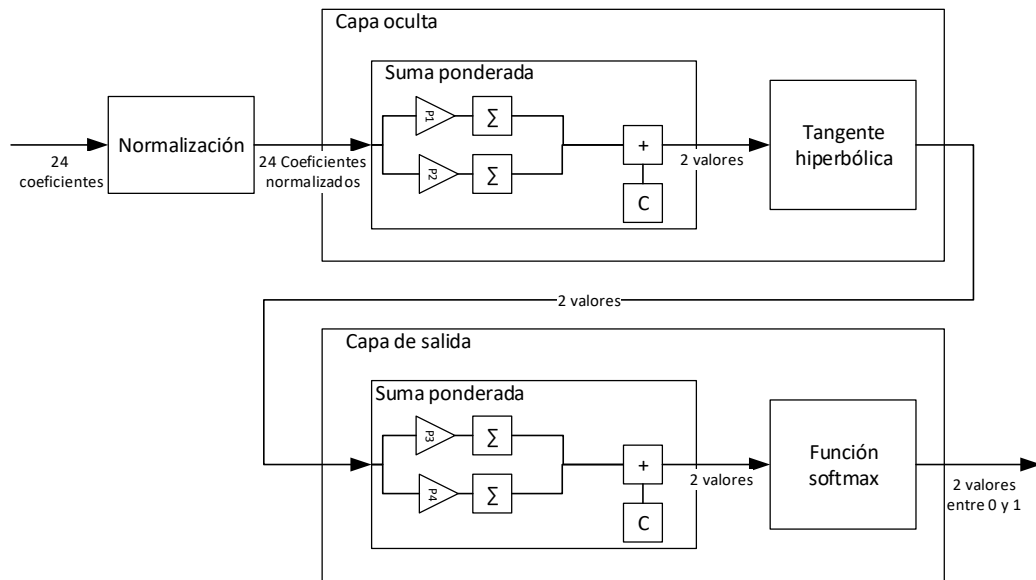 Capa oculta
Suma ponderada
P1
Σ
Normalización
Tangente
hiperbólica
+
24
coeficientes
24 Coeficientes
normalizados
2 valores
P2
Σ
C
2 valores
Capa de salida
Suma ponderada
P3
Σ
Función
softmax
+
2 valores
2 valores
entre 0 y 1
P4
Σ
C